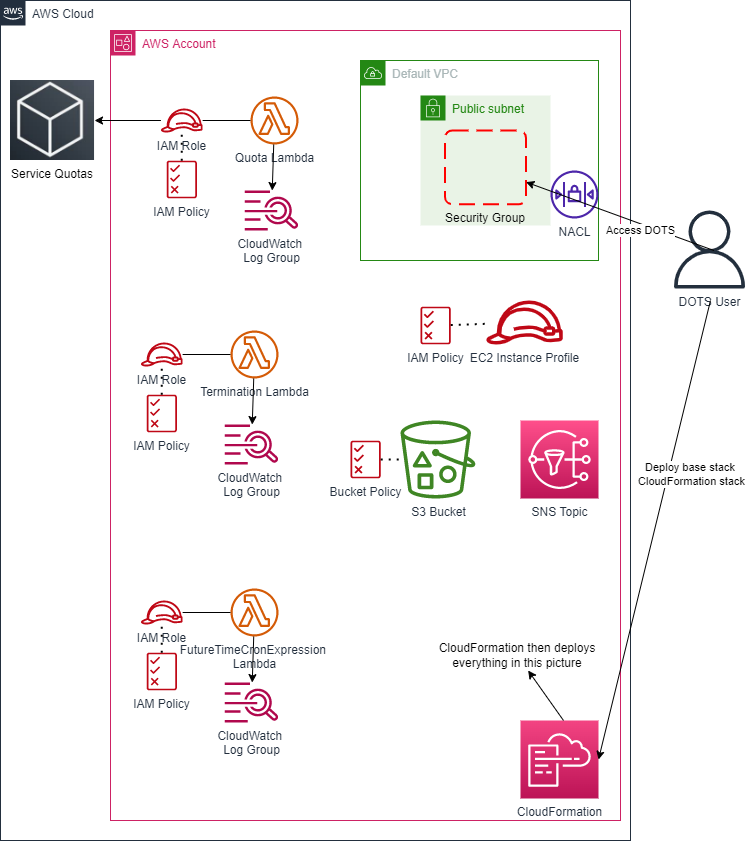 aws
AWS Cloud
AWS Account
Default VPC
Public subnet
Security Group
NACL
Access DOTS
DOTS User
Service Quotas
IAM Role
IAM Policy
Quota Lambda
CloudWatch
Log Group
IAM Policy
EC2 Instance Profile
IAM Role
IAM Policy
Termination Lambda
CloudWatch
Log Group
Bucket Policy
S3 Bucket
SNS Topic
Deploy base stack
CloudFormation stack
IAM Role
IAM Policy
FutureTimeCronExpression
Lambda
CloudWatch
Log Group
CloudFormation then deploys
everything in this picture
CloudFormation